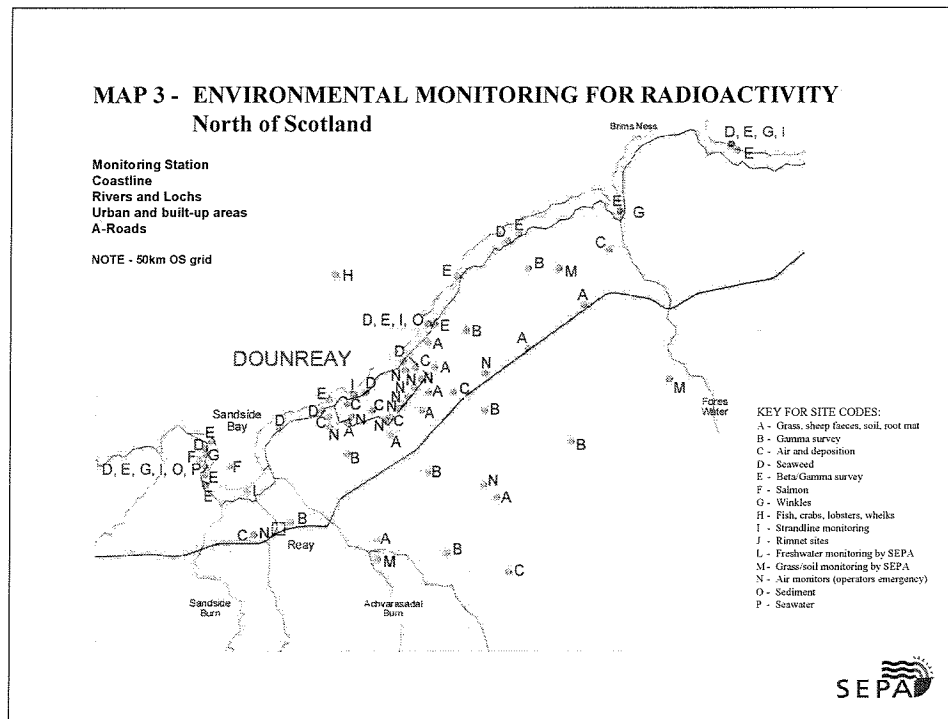 MAP 3 - ENVIRONMENTAL MONITORING FOR RADIOACTIVITY
North of Scotland
Monitoring Station
Coastline
Rivers and Lochs
Urban and built-up areas
A-Roads
NOTE - 50km OS grid
Brims Ness
D, E, G, I
E
E
G
D
E
C
B
M
E
H
A
D, E, I, O
E
B
A
A
DOUNREAY
D
C
A
N
N
N
N
N
N
N
A
C
M
Forss
Water
E
I
D
D
D
C
C
C
N
A
N
N
C
A
A
B
B
B
B
Sandside
Bay
E
D
G
F
F
D, E, G, I, O, P
E
E
I
N
A
B
C
N
Reay
A
M
B
C
Sandside
Burn
Achvarasdal
Burn
KEY FOR SITE CODES:
A - Grass, sheep faeces, soil, root mat
B - Gamma survey
C - Air and deposition
D - Seaweed
E - Beta/Gamma survey
F - Salmon
G - Winkles
H - Fish, crabs, lobsters, whelks
I - Strandline monitoring
J - Rimnet sites
L - Freshwater monitoring by SEPA
M - Grass/soil monitoring by SEPA
N - Air monitors (operators emergency)
O - Sediment
P - Seawater
SEPA